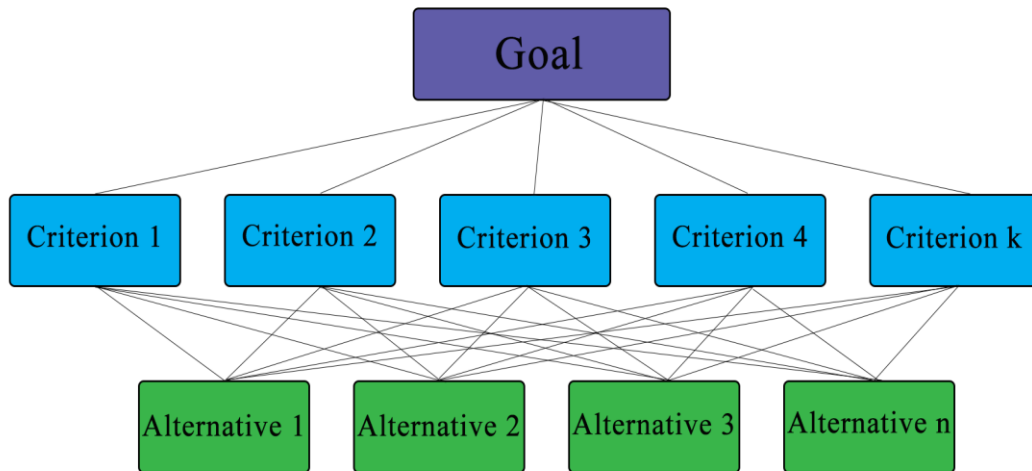 Goal
Criterion 1
Criterion 2
Criterion 3
Criterion 4
Criterion k
Alternative 1
Alternative 2
Alternative 3
Alternative n